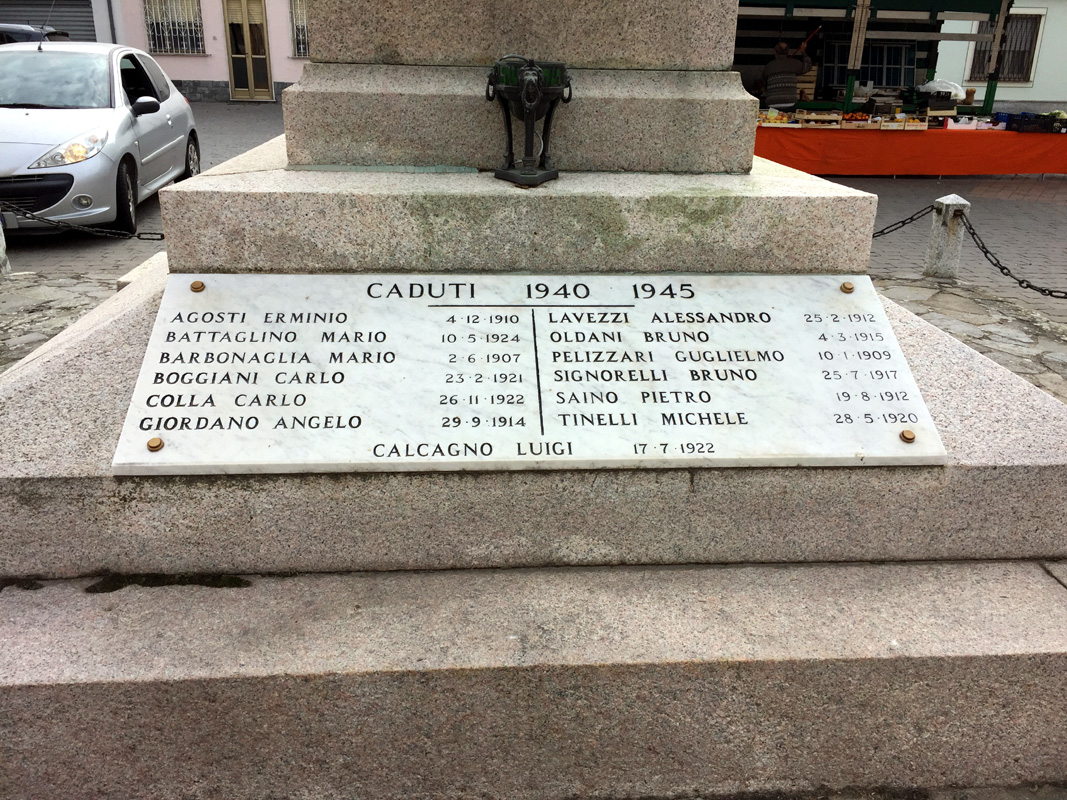 CADUTI 1940 1945
AGOSTI ERMINIO 4·12·1910
BATTAGLINO MARIO 10·5·1924
BARBONAGLIA MARIO 2·6·1907
BOGGIANI CARLO 23·2·1921
COLLA CARLO 26·11·1922
GIORDANO ANGELO 29·9·1914
LAVEZZI ALESSANDRO 25·2·1912
OLDANI BRUNO 4·3·1915
PELIZZARI GUGLIELMO 10·1·1909
SIGNORELLI BRUNO 25·7·1917
SAINO PIETRO 19·8·1912
TINELLI MICHELE 28·5·1920
CALCAGNO LUIGI 17·7·1922